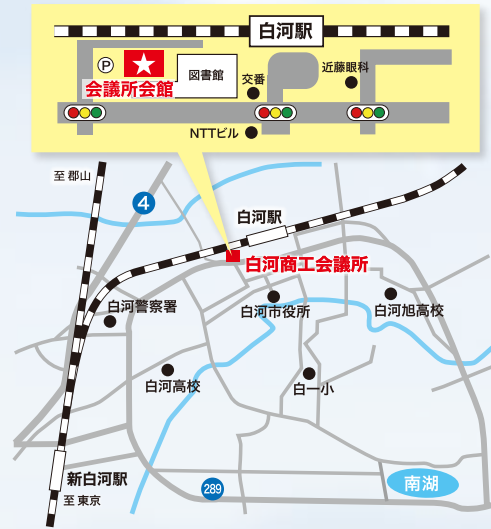 白河駅
P
図書館
会議所会館
交番
近藤眼科
NTTビル
至 郡山
4
白河駅
白河商工会議所
白河警察署
白河市役所
白河旭高校
白河高校
白一小
新白河駅
289
南湖
至 東京